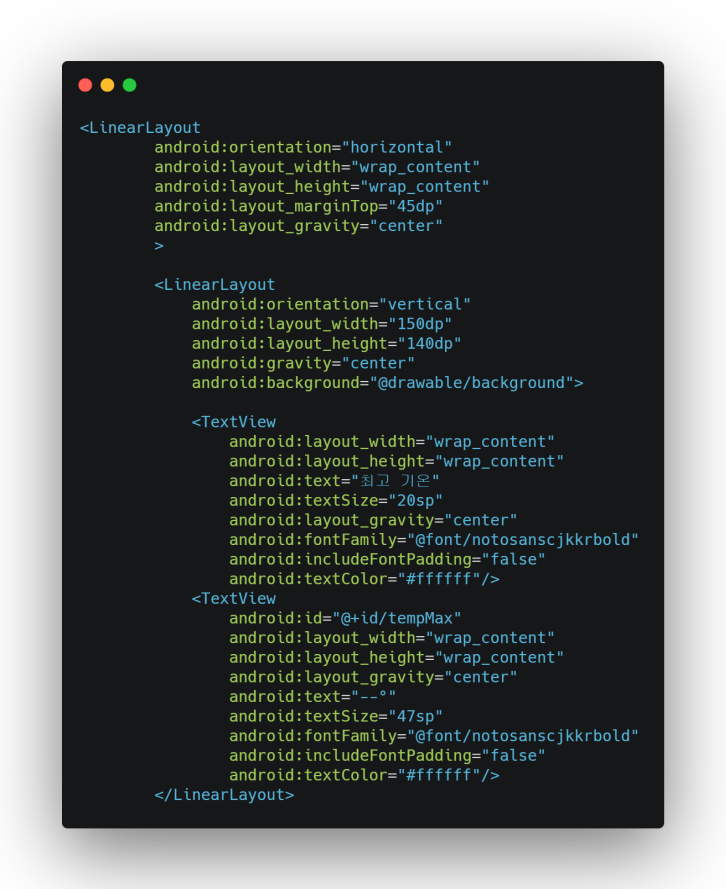 <LinearLayout
android:orientation="horizontal"
android:layout_width="wrap_content"
android:layout_height="wrap_content"
android:layout_marginTop="45dp"
android:layout_gravity="center"
>
<LinearLayout
android:orientation="vertical"
android:layout_width="150dp"
android:layout_height="140dp"
android:gravity="center"
android:background="@drawable/background">
<TextView
android:layout_width="wrap_content"
android:layout_height="wrap_content"
android:text="최고 기온"
android:textSize="20sp"
android:layout_gravity="center"
android:fontFamily="@font/notosanscjkkrbold"
android:includeFontPadding="false"
android:textColor="#ffffff"/>
<TextView
android:id="@+id/tempMax"
android:layout_width="wrap_content"
android:layout_height="wrap_content"
android:layout_gravity="center"
android:text="--°"
android:textSize="47sp"
android:fontFamily="@font/notosanscjkkrbold"
android:includeFontPadding="false"
android:textColor="#ffffff"/>
</LinearLayout>